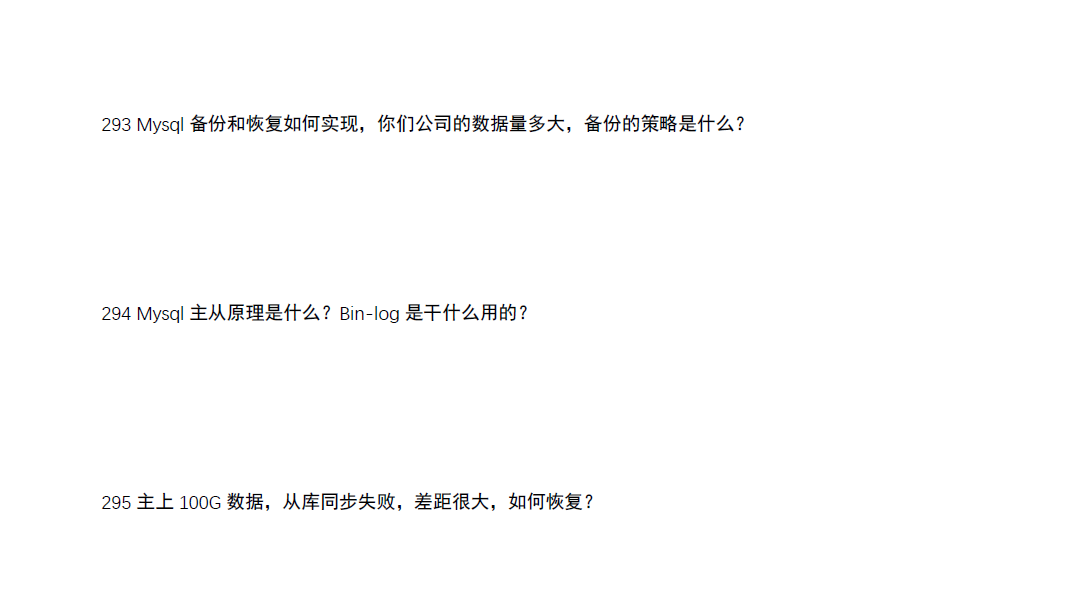 293 Mysql 备份和恢复如何实现，你们公司的数据量多大，备份的策略是什么？
294 Mysql 主从原理是什么？Bin-log 是干什么用的？
295 主上 100G 数据，从库同步失败，差距很大，如何恢复？